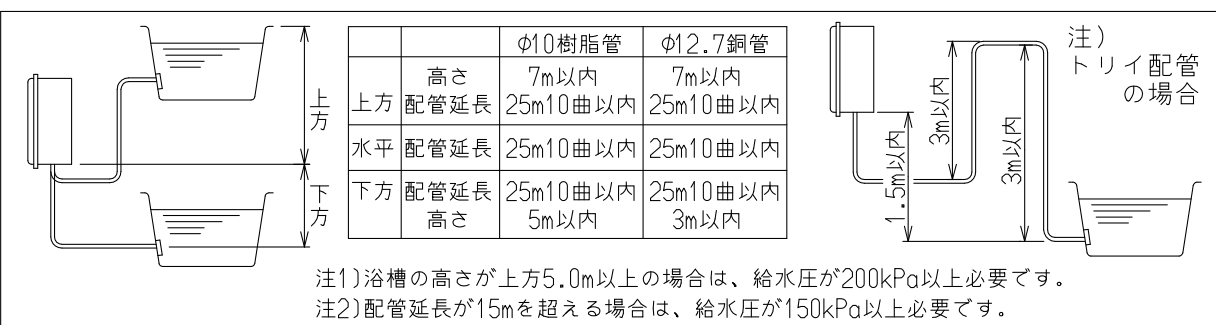 上方
下方
φ10樹脂管 φ12.7銅管
上方 高さ 7m以内 7m以内
配管延長 25m10曲以内 25m10曲以内
水平 配管延長 25m10曲以内 25m10曲以内
下方 配管延長 25m10曲以内 25m10曲以内
高さ 5m以内 3m以内
注)
トリイ配管
の場合
1.5m以内
3m以内
3m以内
注1)浴槽の高さが上方5.0m以上の場合は、給水圧が200kPa以上必要です。
注2)配管延長が15mを超える場合は、給水圧が150kPa以上必要です。